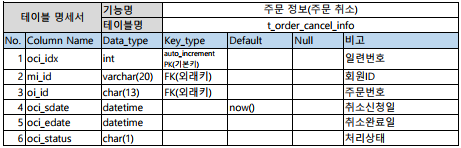 테이블 명세서 기능명 주문 정보(주문 취소)
테이블명 t_order_cancel_info
No. Column Name Data_type Key_type Default Null 비고
1 oci_idx int auto_increment PK(기본키) 일련번호
2 mi_id varchar(20) FK(외래키) 회원ID
3 oi_id char(13) FK(외래키) 주문번호
4 oci_sdate datetime now() 취소신청일
5 oci_edate datetime 취소완료일
6 oci_status char(1) 처리상태